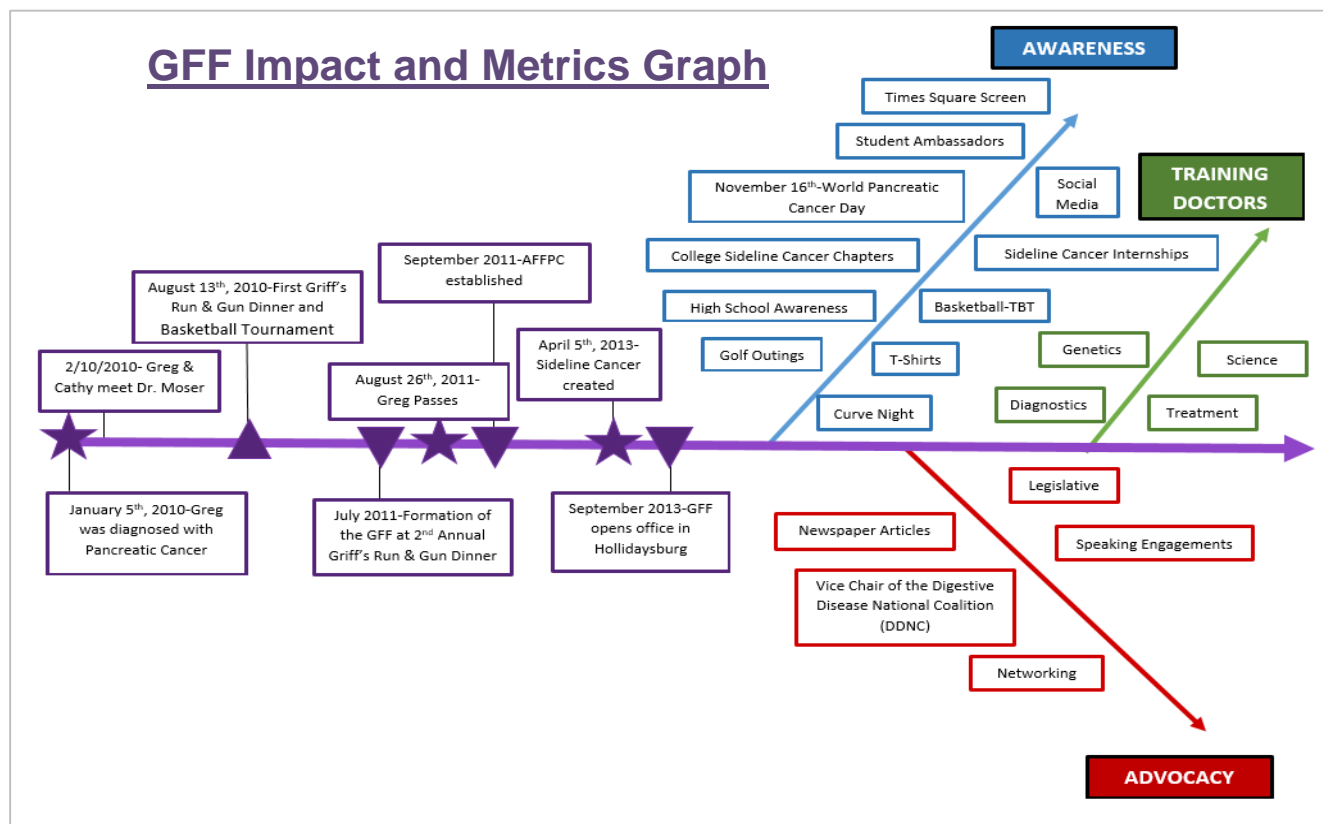 GFF Impact and Metrics Graph
AWARENESS
Times Square Screen
Student Ambassadors
November 16th-World Pancreatic
Cancer Day
Social
Media
TRAINING
DOCTORS
College Sideline Cancer Chapters
Sideline Cancer Internships
High School Awareness
Basketball-TBT
Golf Outings
T-Shirts
Curve Night
Genetics
Science
Diagnostics
Treatment
September 2011-AFFPC
established
August 13th, 2010-First Griff's
Run & Gun Dinner and
Basketball Tournament
April 5th, 2013-
Sideline Cancer
created
2/10/2010- Greg &
Cathy meet Dr. Moser
August 26th, 2011-
Greg Passes
January 5th, 2010-Greg
was diagnosed with
Pancreatic Cancer
July 2011-Formation of
the GFF at 2nd Annual
Griff's Run & Gun Dinner
September 2013-GFF
opens office in
Hollidaysburg
Legislative
Newspaper Articles
Speaking Engagements
Vice Chair of the Digestive
Disease National Coalition
(DDNC)
Networking
ADVOCACY